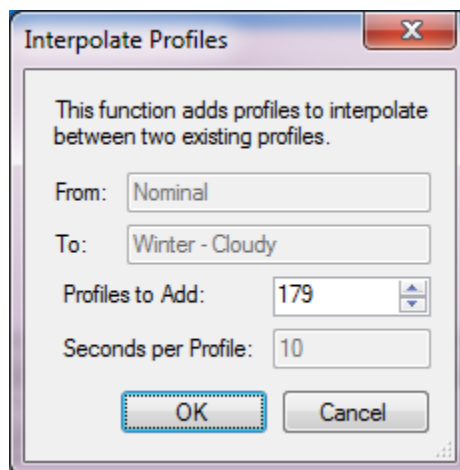 Interpolate Profiles
This function adds profiles to interpolate
between two existing profiles.
From: Nominal
To: Winter - Cloudy
Profiles to Add: 179
Seconds per Profile: 10
OK Cancel